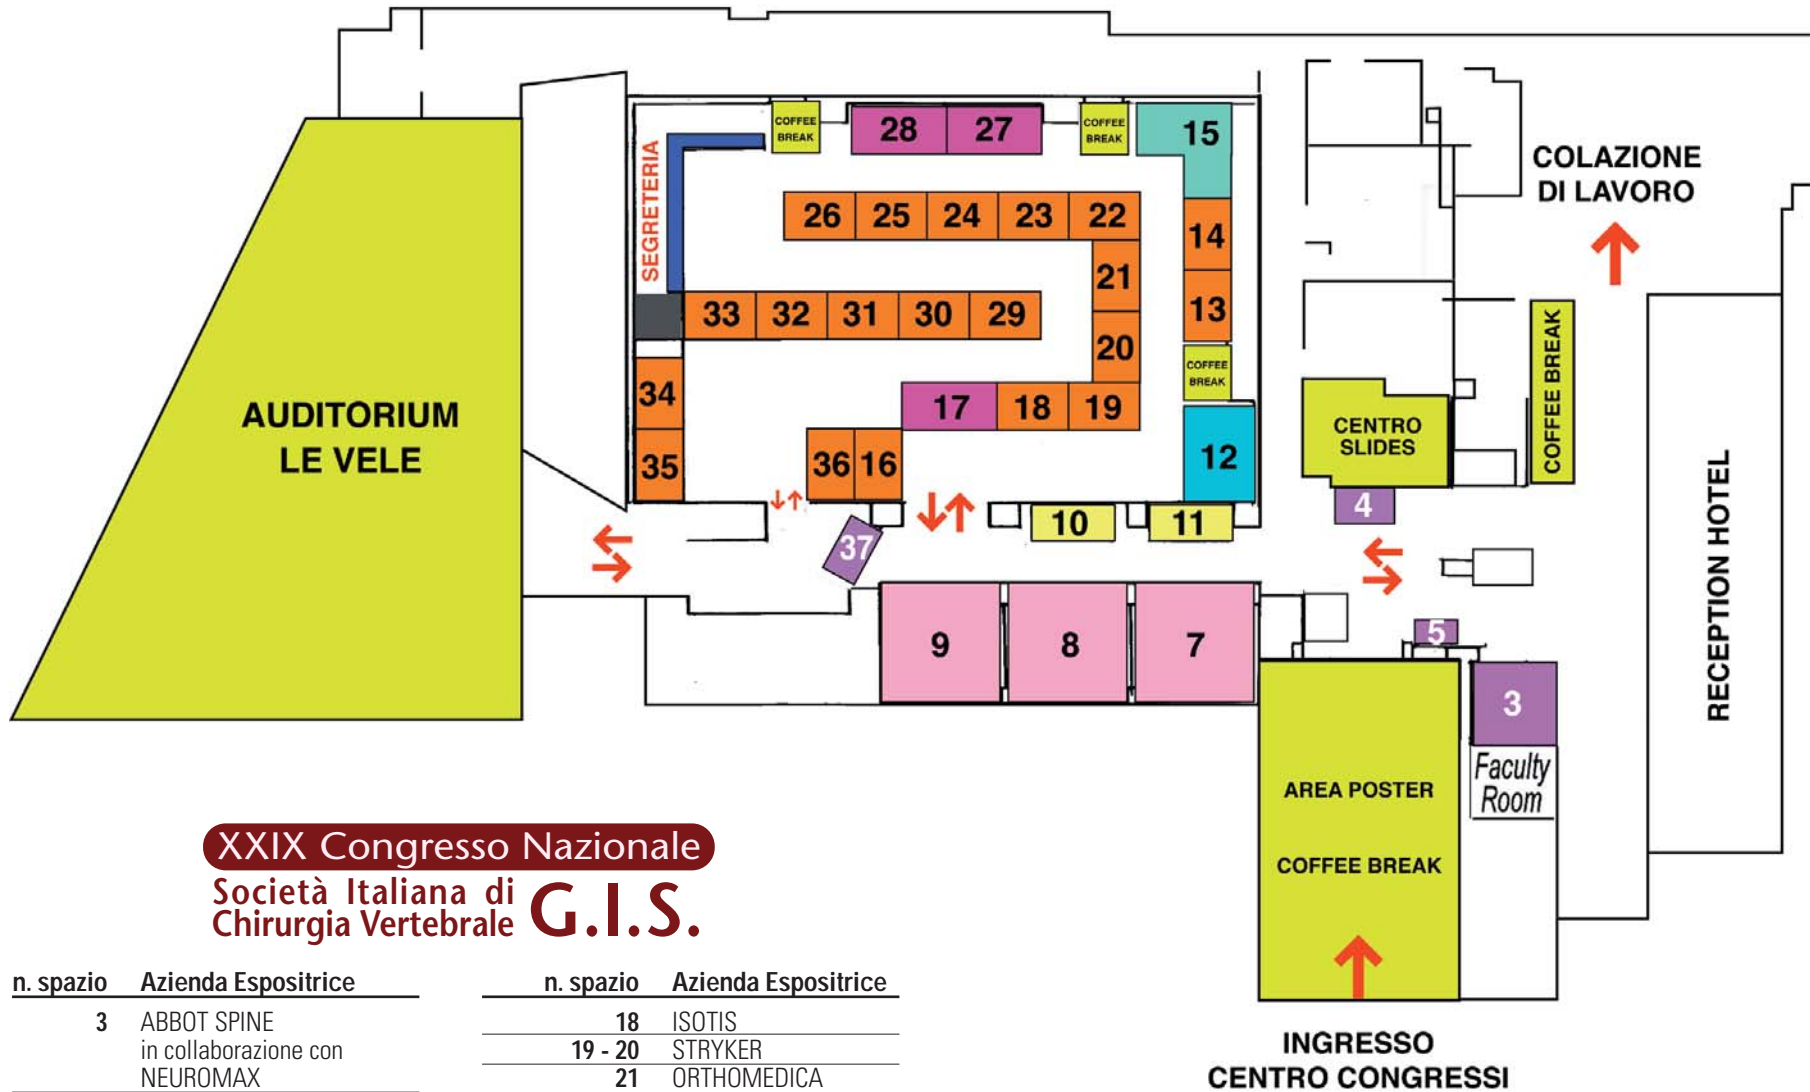 COFFEE
BREAK
28
27
COFFEE
BREAK
15
SEGRETERIA
COLAZIONE
DI LAVORO
26
25
24
23
22
14
21
13
33
32
31
30
29
20
COFFEE
BREAK
COFFEE BREAK
34
17
18
19
AUDITORIUM
LE VELE
CENTRO
SLIDES
35
36
16
12
4
10
11
37
RECEPTION HOTEL
9
8
7
5
3
Faculty
Room
AREA POSTER
COFFEE BREAK
INGRESSO
CENTRO CONGRESSI
XXIX Congresso Nazionale
Società Italiana di
Chirurgia Vertebrale
G.I.S.
n. spazio Azienda Espositrice
3 ABBOT SPINE
in collaborazione con
NEUROMAX
n. spazio Azienda Espositrice
18 ISOTIS
19 - 20 STRYKER
21 ORTHOMEDICA